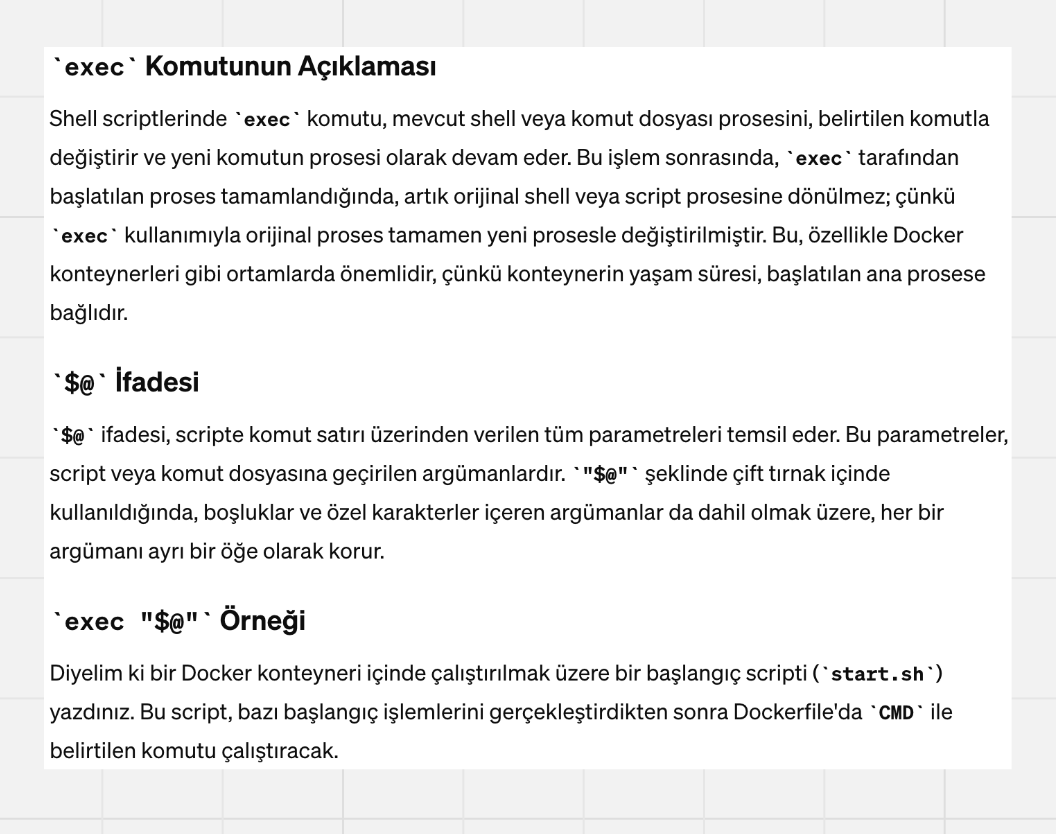 `exec` Komutunun Açıklaması
Shell scriptlerinde `exec` komutu, mevcut shell veya komut dosyası prosesini, belirtilen komutla
değiştirir ve yeni komutun prosesi olarak devam eder. Bu işlem sonrasında, `exec` tarafından
başlatılan proses tamamlandığında, artık orijinal shell veya script prosesine dönülmez; çünkü
`exec` kullanımıyla orijinal proses tamamen yeni prosesle değiştirilmiştir. Bu, özellikle Docker
konteynerleri gibi ortamlarda önemlidir, çünkü konteynerin yaşam süresi, başlatılan ana prosese
bağlıdır.
`$@` İfadesi
`$@` ifadesi, scripte komut satırı üzerinden verilen tüm parametreleri temsil eder. Bu parametreler,
script veya komut dosyasına geçirilen argümanlardır. `"$@"` şeklinde çift tırnak içinde
kullanıldığında, boşluklar ve özel karakterler içeren argümanlar da dahil olmak üzere, her bir
argümanı ayrı bir öğe olarak korur.
`exec "$@"` Örneği
Diyelim ki bir Docker konteyneri içinde çalıştırılmak üzere bir başlangıç scripti (`start.sh`)
yazdınız. Bu script, bazı başlangıç işlemlerini gerçekleştirdikten sonra Dockerfile'da `CMD` ile
belirtilen komutu çalıştıracak.